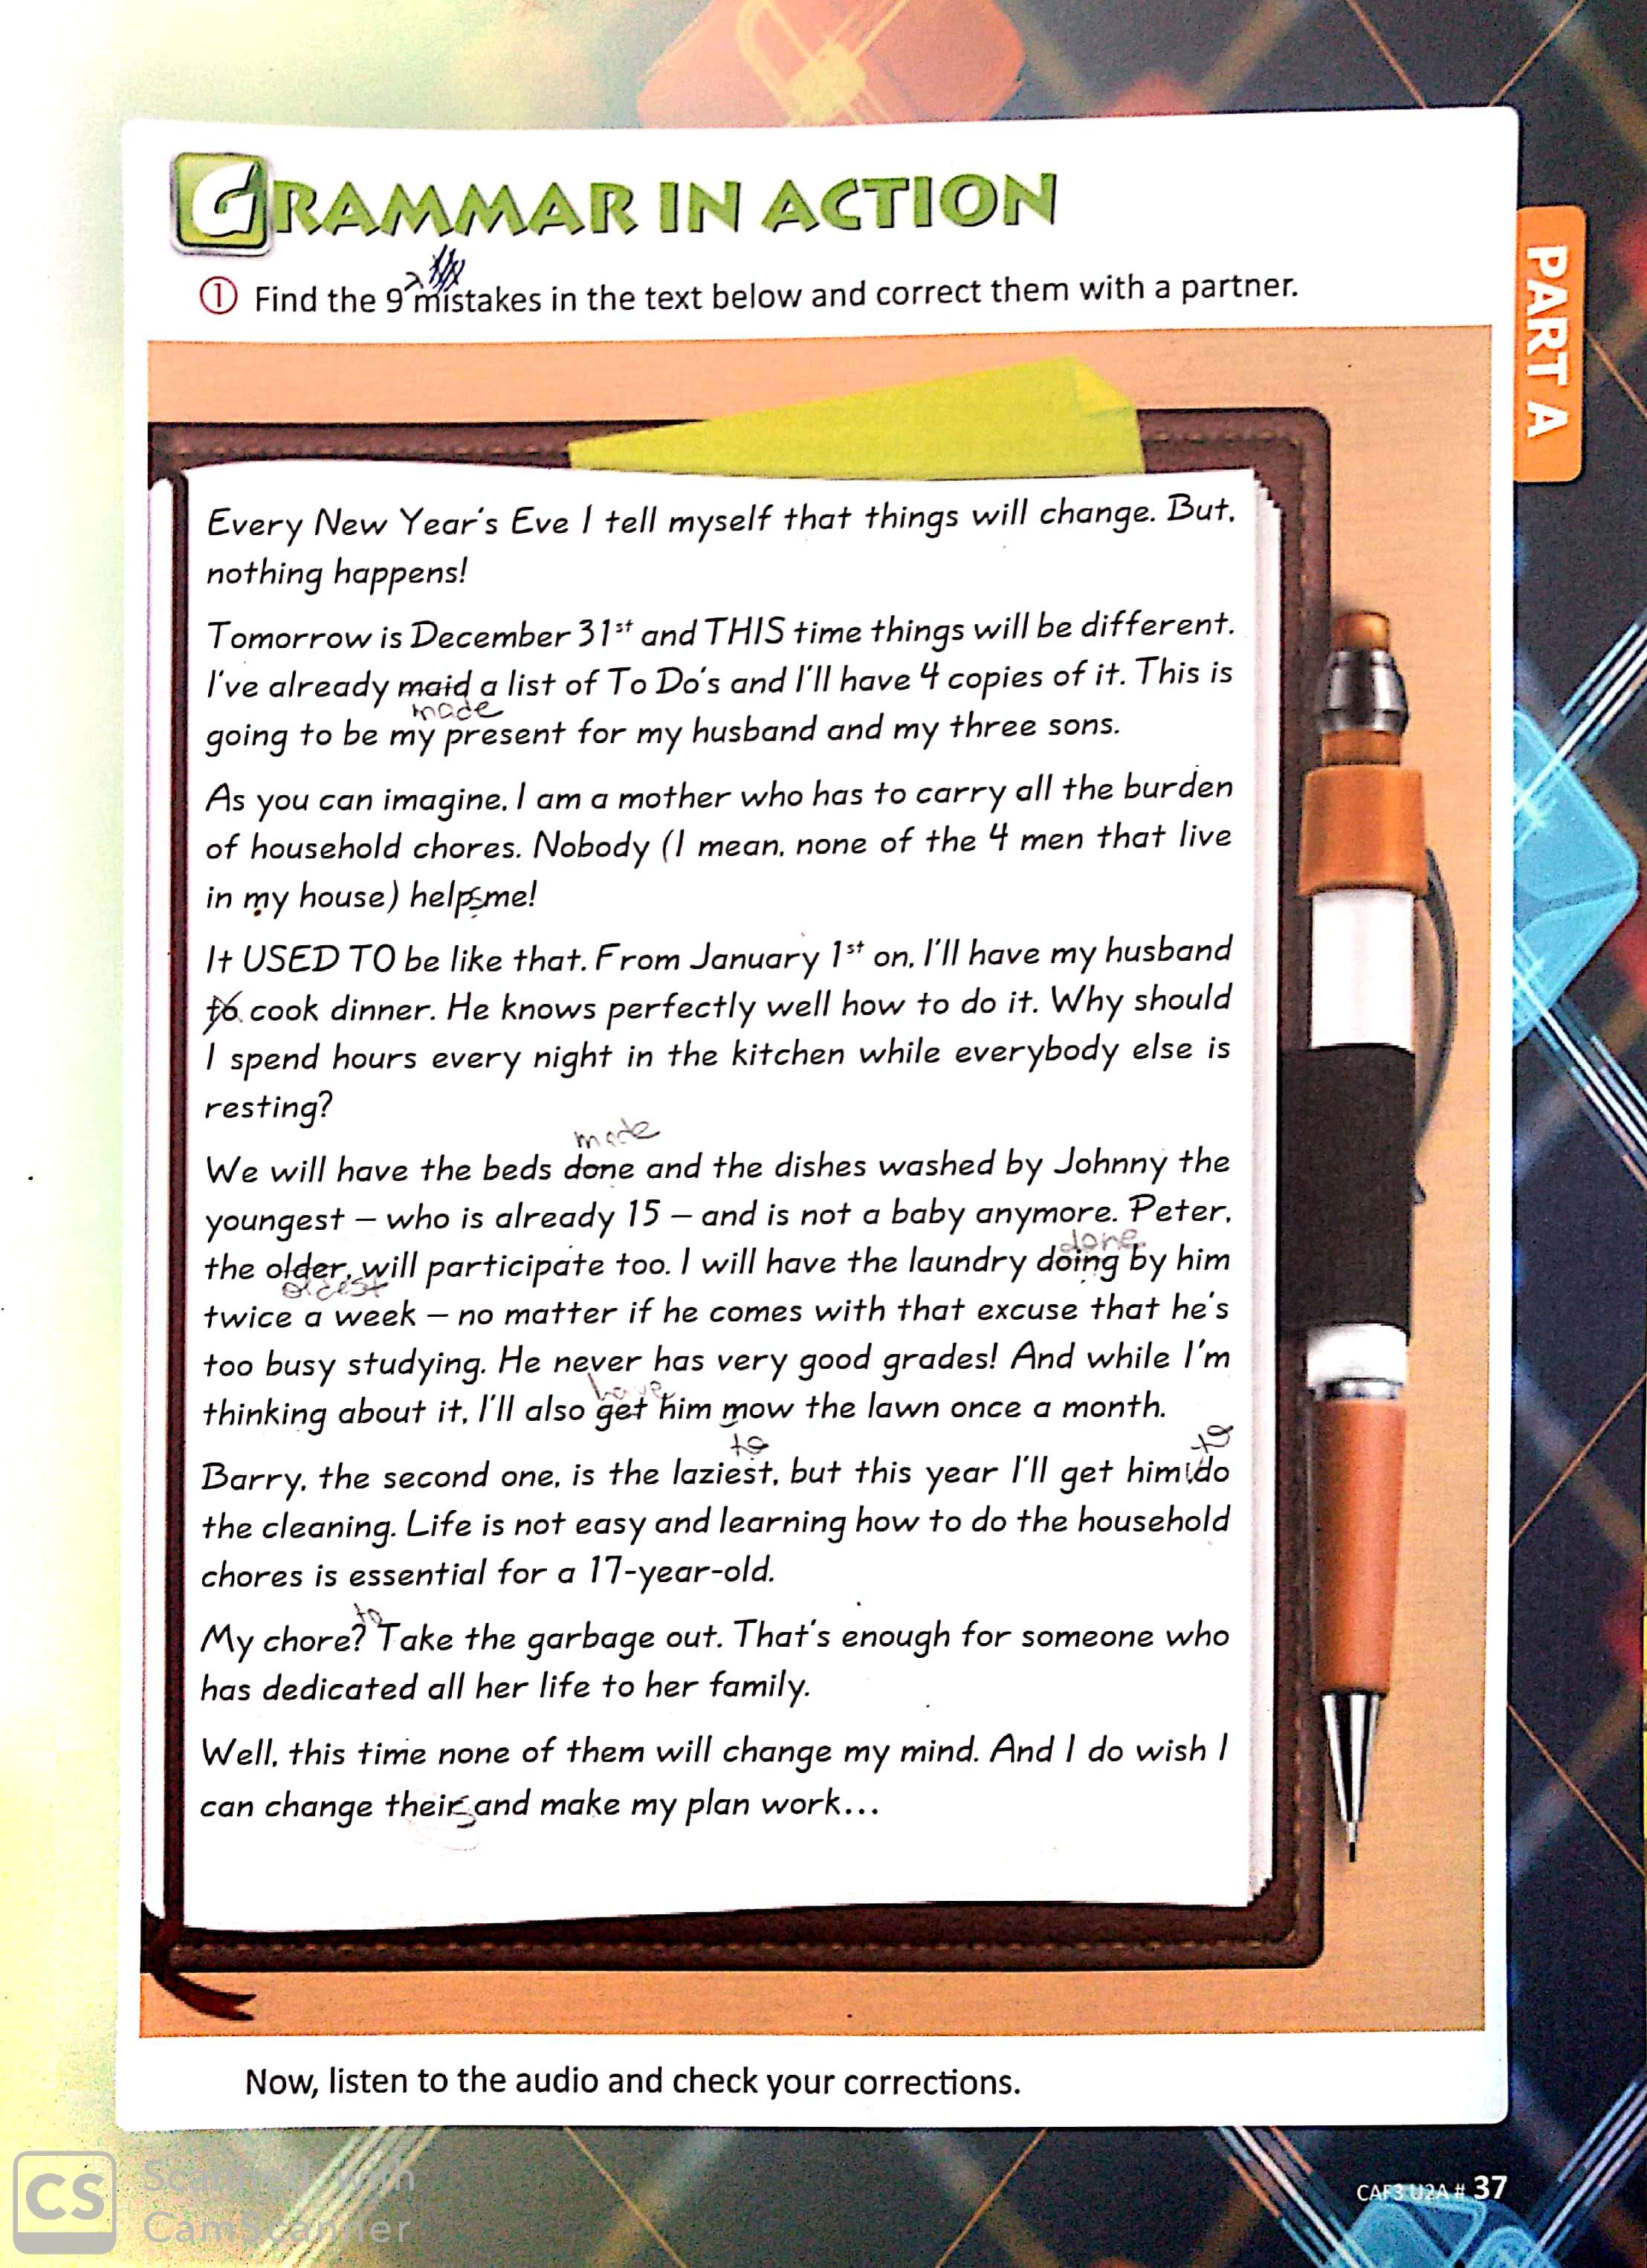 GRAMMAR IN ACTION
① Find the 9 mistakes in the text below and correct them with a partner.
PART A
Every New Year's Eve I tell myself that things will change. But,
nothing happens!
Tomorrow is December 31st and THIS time things will be different.
I've already maid a list of To Do's and I'll have 4 copies of it. This is
made
going to be my present for my husband and my three sons.
As you can imagine, I am a mother who has to carry all the burden
of household chores. Nobody (I mean, none of the 4 men that live
in my house) helps me!
It USED TO be like that. From January 1st on, I'll have my husband
to cook dinner. He knows perfectly well how to do it. Why should
I spend hours every night in the kitchen while everybody else is
resting?
made
We will have the beds done and the dishes washed by Johnny the
youngest – who is already 15 – and is not a baby anymore. Peter,
done
the older, will participate too. I will have the laundry doing by him
oldest
twice a week – no matter if he comes with that excuse that he's
too busy studying. He never has very good grades! And while I'm
have
thinking about it, I'll also get him mow the lawn once a month.
to to
Barry, the second one, is the laziest, but this year I'll get him do
the cleaning. Life is not easy and learning how to do the household
chores is essential for a 17-year-old.
to
My chore? Take the garbage out. That's enough for someone who
has dedicated all her life to her family.
Well, this time none of them will change my mind. And I do wish I
can change theirs and make my plan work...
Now, listen to the audio and check your corrections.
CAF3 U2A # 37
CS Scanned with
CamScanner